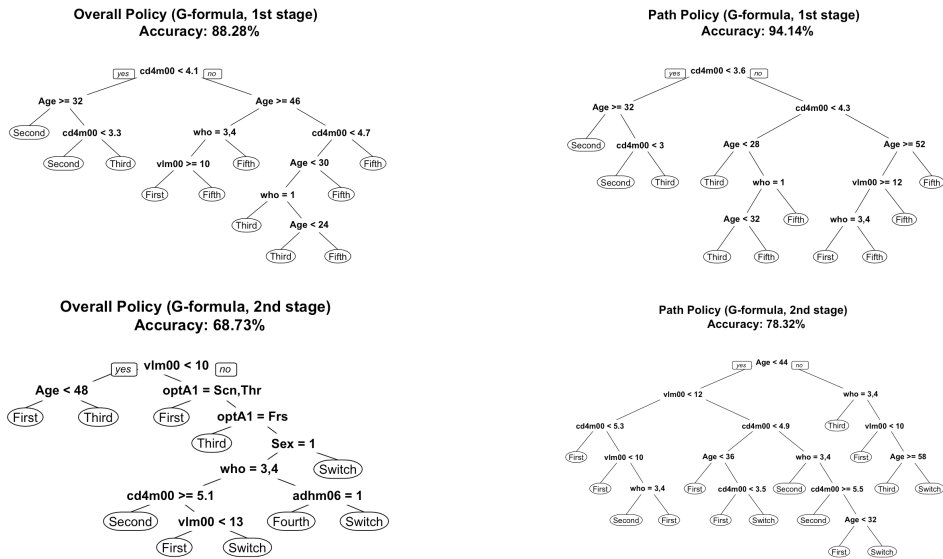 Overall Policy (G-formula, 1st stage)
Accuracy: 88.28%
yes cd4m00 < 4.1 no
Age >= 32 Age >= 46
Second cd4m00 < 3.3 who = 3,4 cd4m00 < 4.7
Second Third vlm00 >= 10 Fifth Age < 30 Fifth
First Fifth who = 1 Fifth
Third Age < 24
Third Fifth
Path Policy (G-formula, 1st stage)
Accuracy: 94.14%
yes cd4m00 < 3.6 no
Age >= 32 cd4m00 < 4.3
Second cd4m00 < 3 Age < 28 Age >= 52
Second Third Third who = 1 vlm00 >= 12 Fifth
Age < 32 Fifth who = 3,4 Fifth
Third Fifth First Fifth
Overall Policy (G-formula, 2nd stage)
Accuracy: 68.73%
yes vlm00 < 10 no
Age < 48 optA1 = Scn,Thr
First Third First optA1 = Frs
Third Sex = 1
who = 3,4 Switch
cd4m00 >= 5.1 adhm06 = 1
Second vlm00 < 13 Fourth Switch
First Switch
Path Policy (G-formula, 2nd stage)
Accuracy: 78.32%
yes Age < 44 no
vlm00 < 12 who = 3,4
cd4m00 < 5.3 cd4m00 < 4.9 Third vlm00 < 10
First vlm00 < 10 Age < 36 who = 3,4 First Age >= 58
First who = 3,4 First cd4m00 < 3.5 Second cd4m00 >= 5.5 Third Switch
Second First First Switch Second Age < 32
First Switch